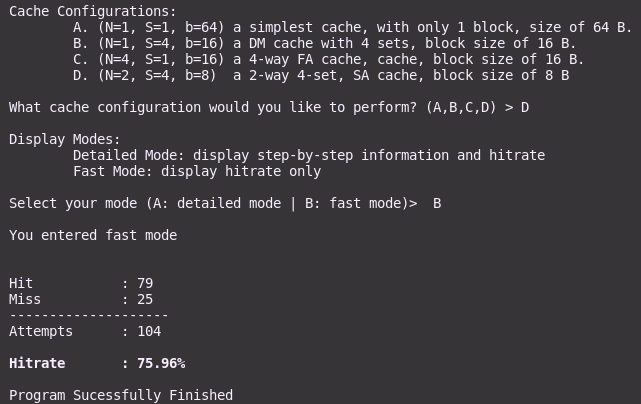 Cache Configurations:
A. (N=1, S=1, b=64) a simplest cache, with only 1 block, size of 64 B.
B. (N=1, S=4, b=16) a DM cache with 4 sets, block size of 16 B.
C. (N=4, S=1, b=16) a 4-way FA cache, cache, block size of 16 B.
D. (N=2, S=4, b=8) a 2-way 4-set, SA cache, block size of 8 B
What cache configuration would you like to perform? (A,B,C,D) > D
Display Modes:
Detailed Mode: display step-by-step information and hitrate
Fast Mode: display hitrate only
Select your mode (A: detailed mode | B: fast mode)> B
You entered fast mode
Hit : 79
Miss : 25
--------------------
Attempts : 104
Hitrate : 75.96%
Program Sucessfully Finished